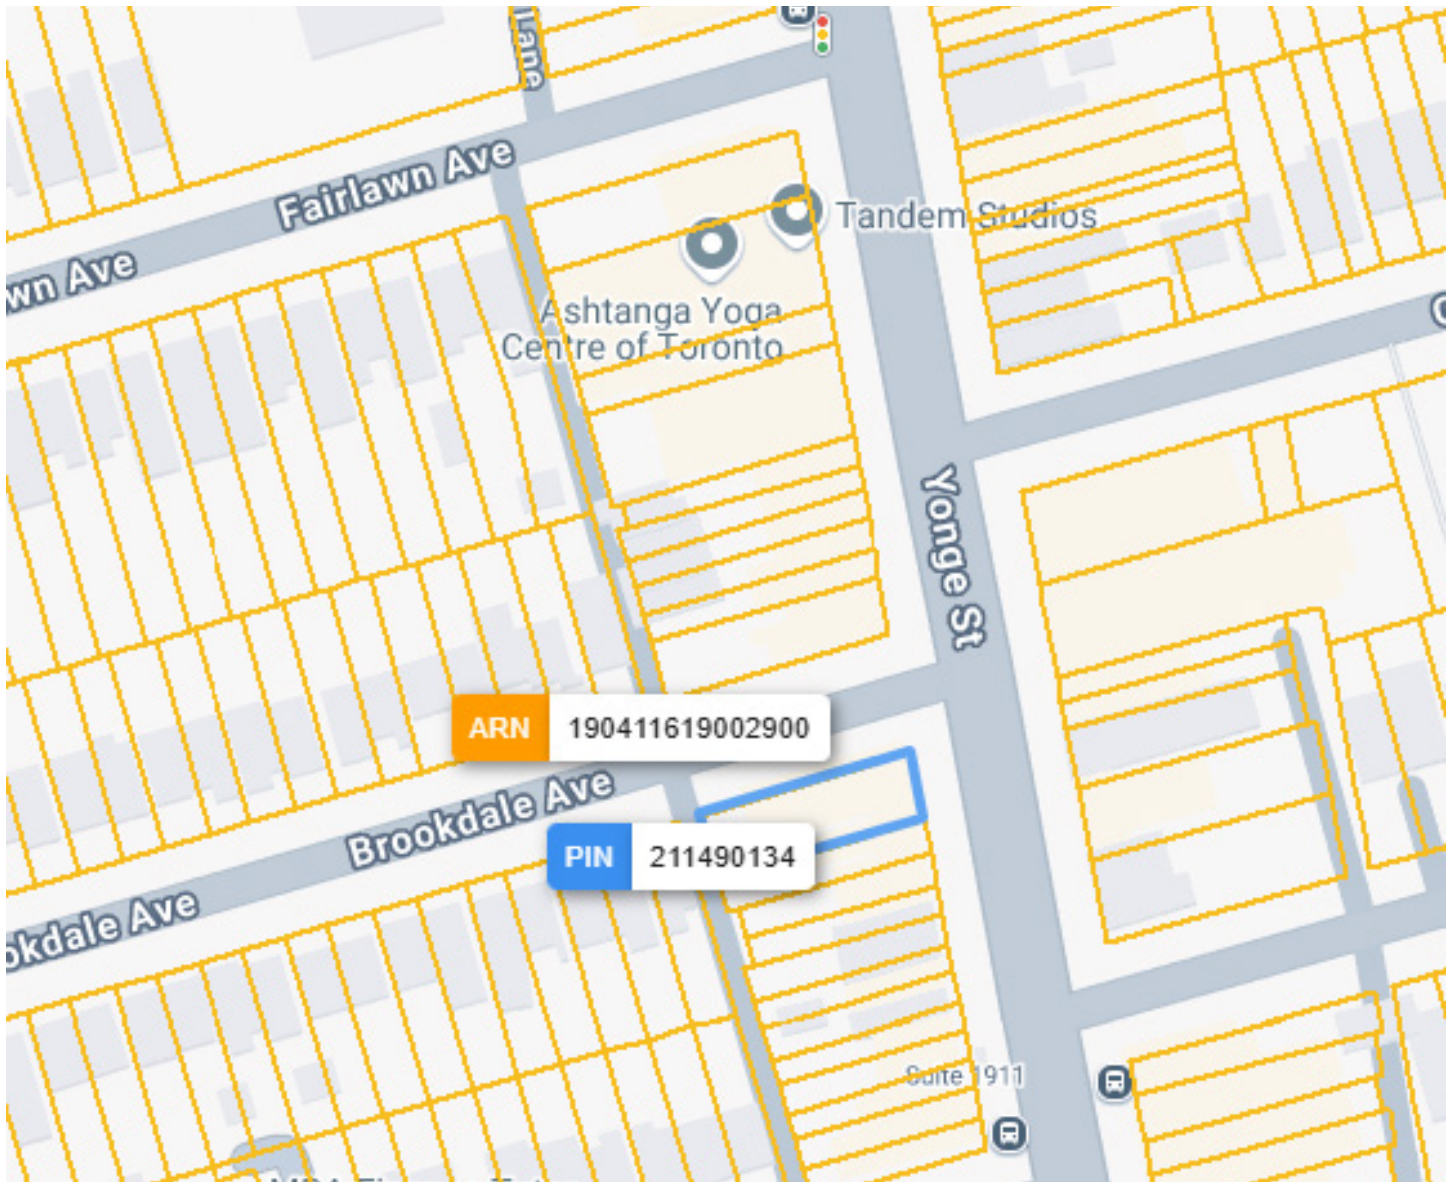 Lane
Fairlawn Ave
wn Ave
Tandem Studios
Ashtanga Yoga
Centre of Toronto
Yonge St
ARN 190411619002900
Brookdale Ave
PIN 211490134
okdale Ave
Suite 1911